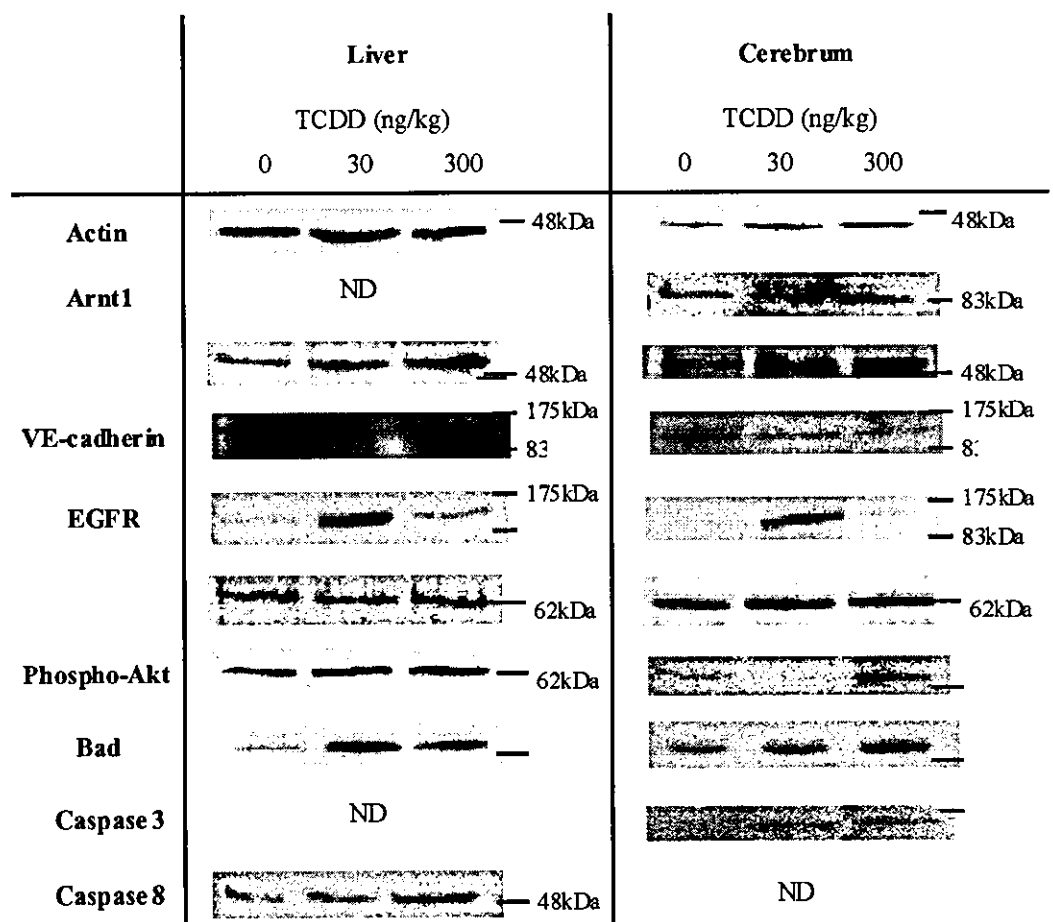 Liver Cerebrum
TCDD (ng/kg) TCDD (ng/kg)
0 30 300 0 30 300
Actin 48kDa 48kDa
Arnt1 ND 83kDa
48kDa 48kDa
175kDa 175kDa
VE-cadherin 83 83
175kDa 175kDa
EGFR 83kDa
62kDa 62kDa
Phospho-Akt 62kDa
Bad
Caspase 3 ND
Caspase 8 48kDa ND